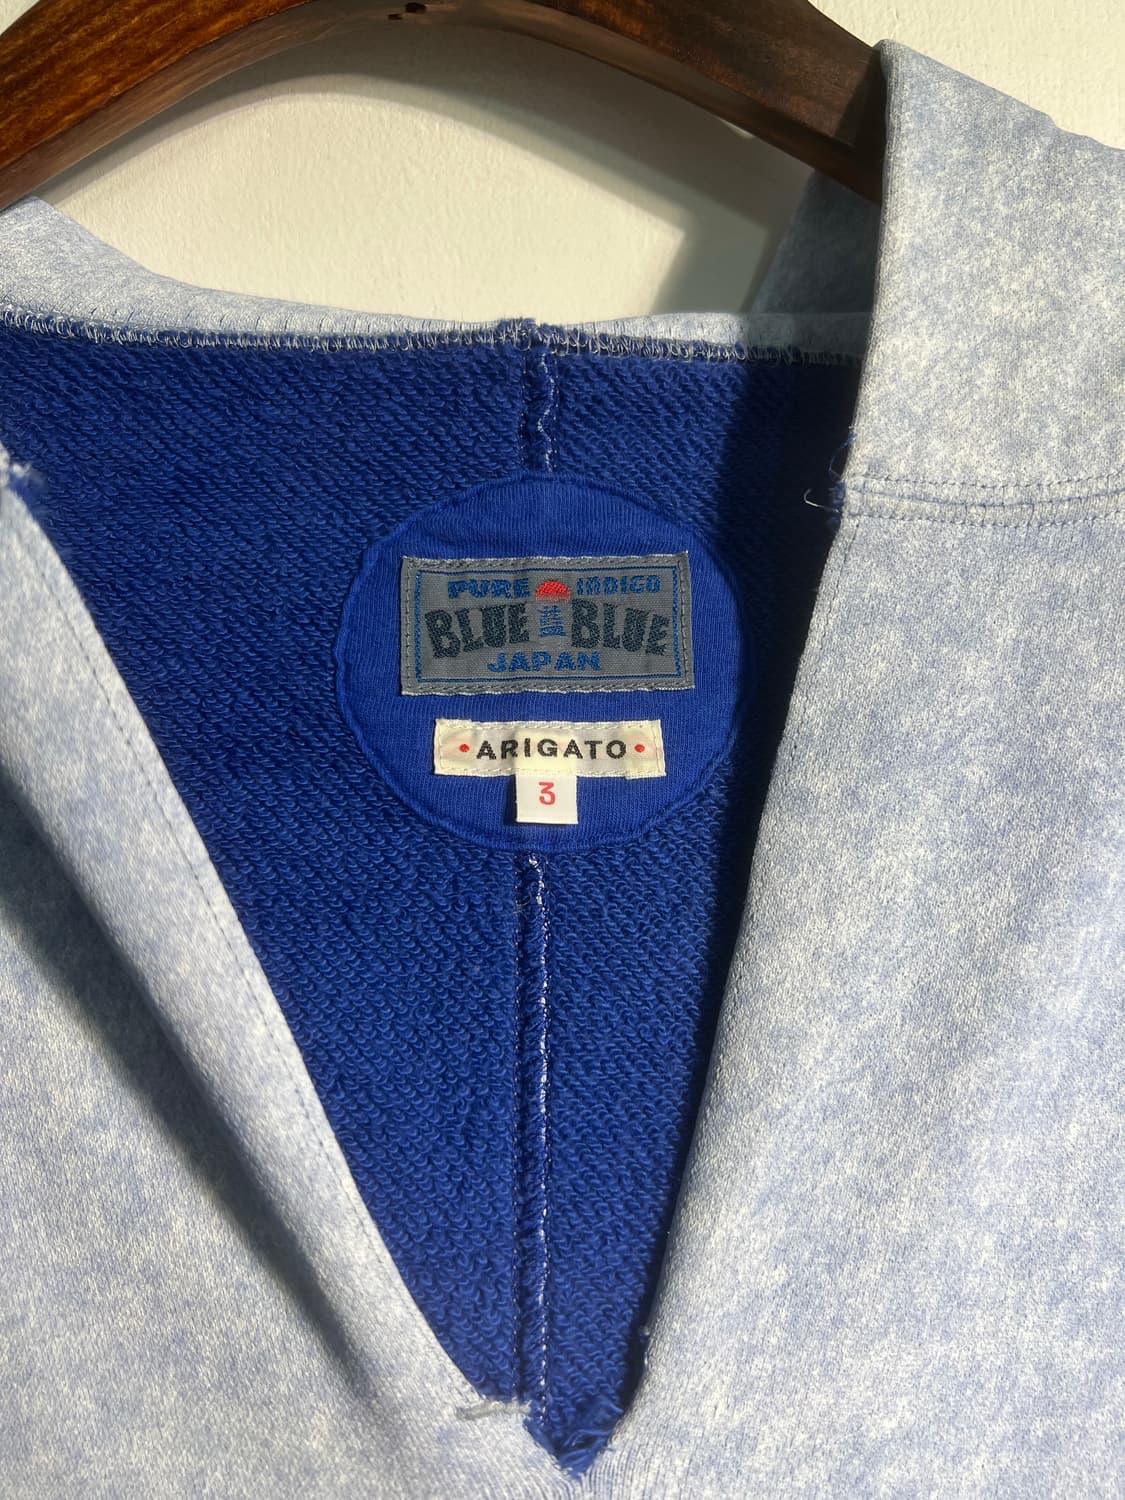 PURE INDIGO
BLUE BLUE
JAPAN
• ARIGATO •
3